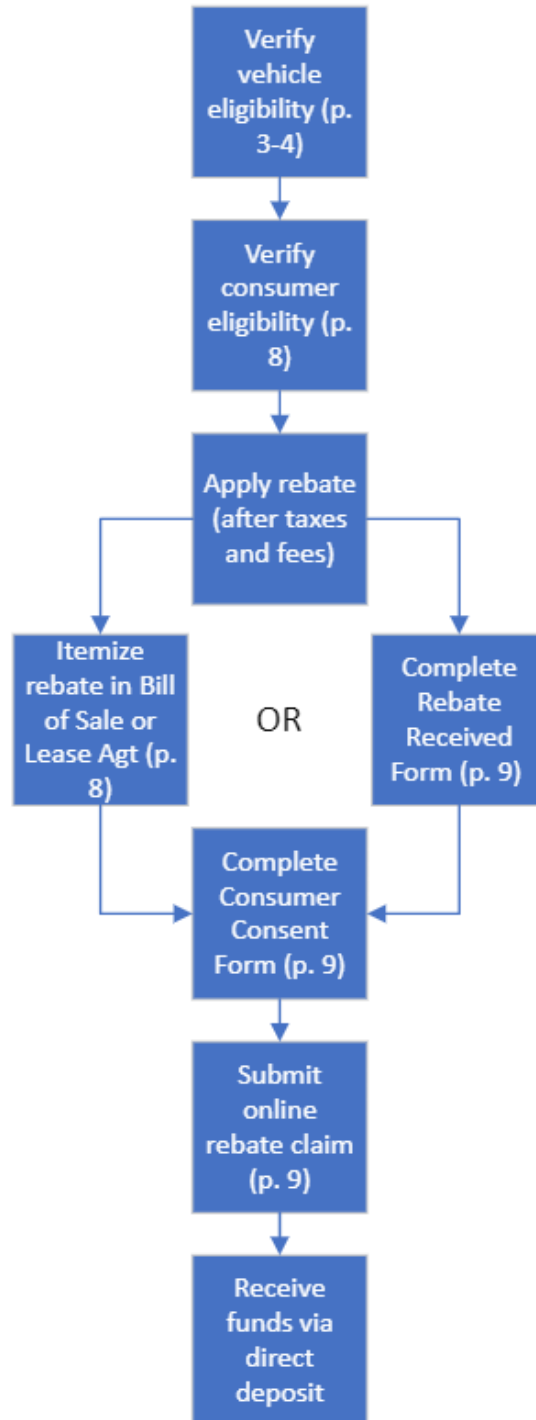 Verify
vehicle
eligibility (p.
3-4)
Verify
consumer
eligibility (p.
8)
Apply rebate
(after taxes
and fees)
Itemize
rebate in Bill
of Sale or
Lease Agt (p.
8)
OR
Complete
Rebate
Received
Form (p. 9)
Complete
Consumer
Consent
Form (p. 9)
Submit
online
rebate claim
(p. 9)
Receive
funds via
direct
deposit